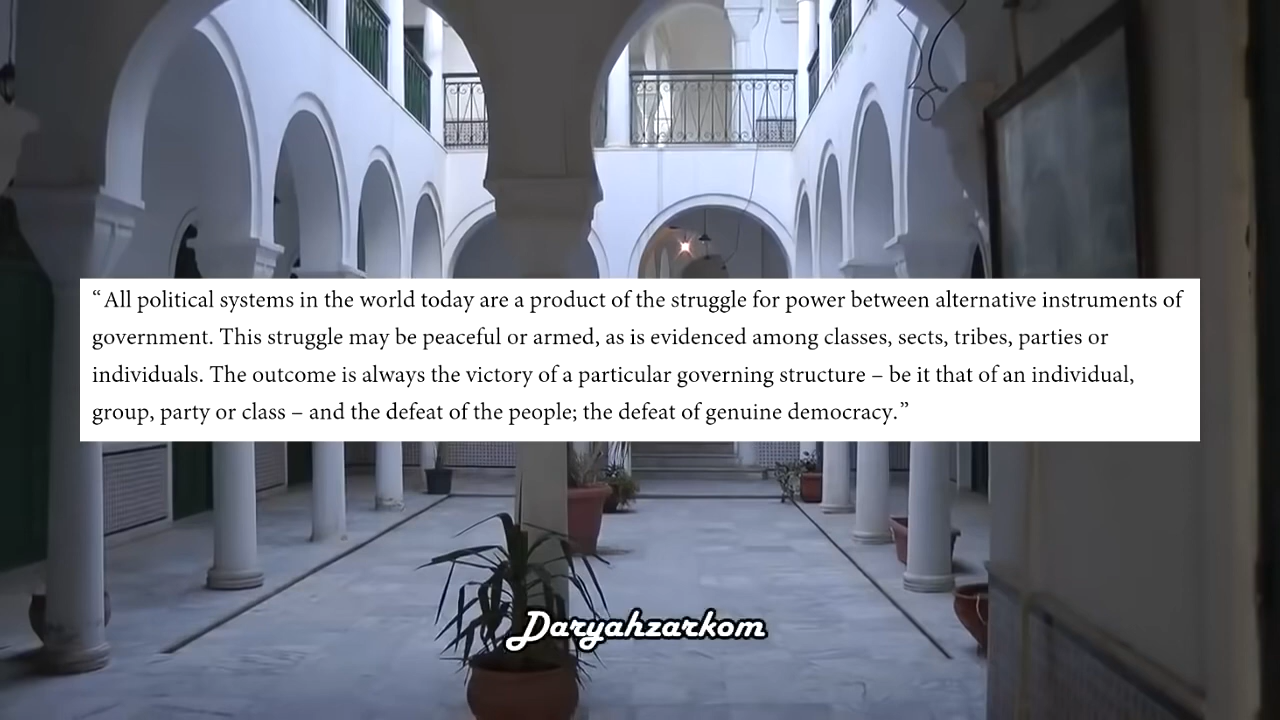 “All political systems in the world today are a product of the struggle for power between alternative instruments of
government. This struggle may be peaceful or armed, as is evidenced among classes, sects, tribes, parties or
individuals. The outcome is always the victory of a particular governing structure – be it that of an individual,
group, party or class – and the defeat of the people; the defeat of genuine democracy.”
Daryahzarkom